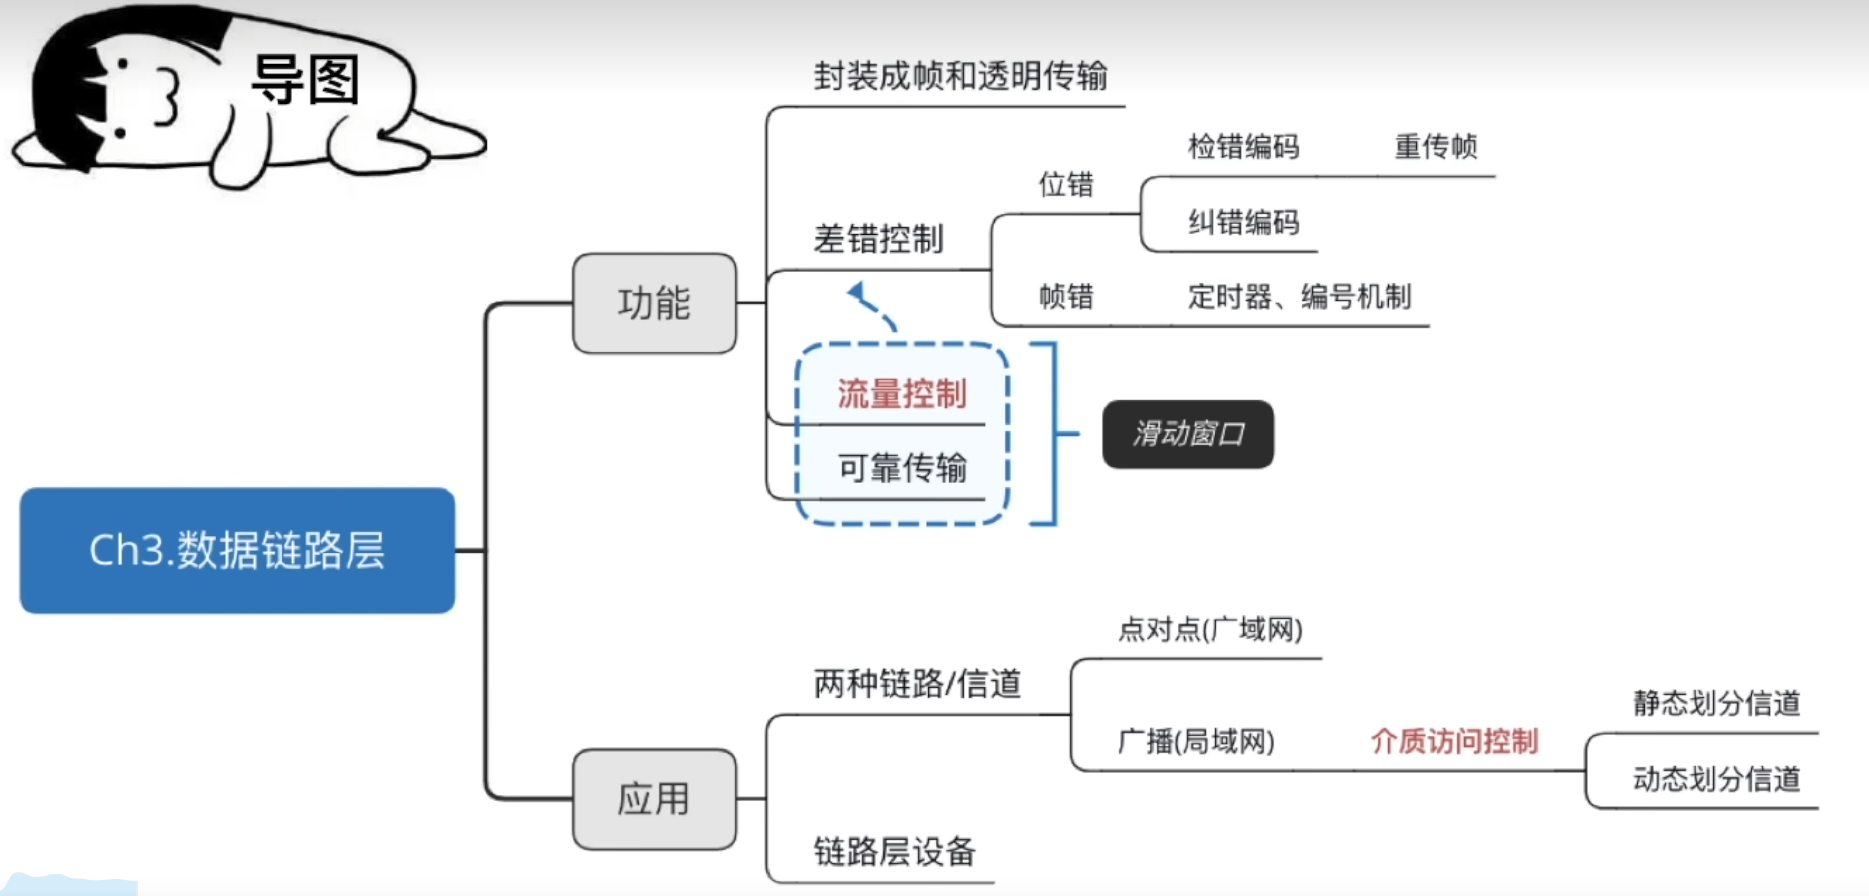 导图
封装成帧和透明传输
检错编码
重传帧
位错
纠错编码
差错控制
帧错
定时器、编号机制
功能
流量控制
可靠传输
滑动窗口
Ch3.数据链路层
点对点(广域网)
两种链路/信道
静态划分信道
广播(局域网)
介质访问控制
动态划分信道
应用
链路层设备